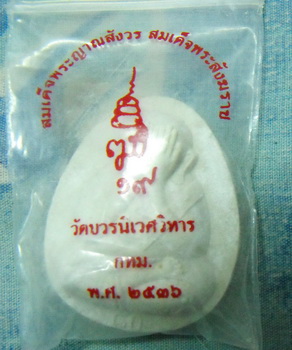 สมเด็จพระญาณสังวร สมเด็จพระสังฆราช
๑๙
วัดบวรนิเวศวิหาร
กทม.
พ.ศ. ๒๕๓๖